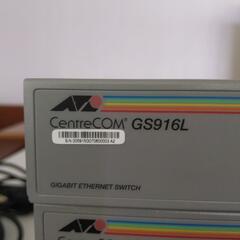 CentreCOM® GS916L
GIGABIT ETHERNET SWITCH